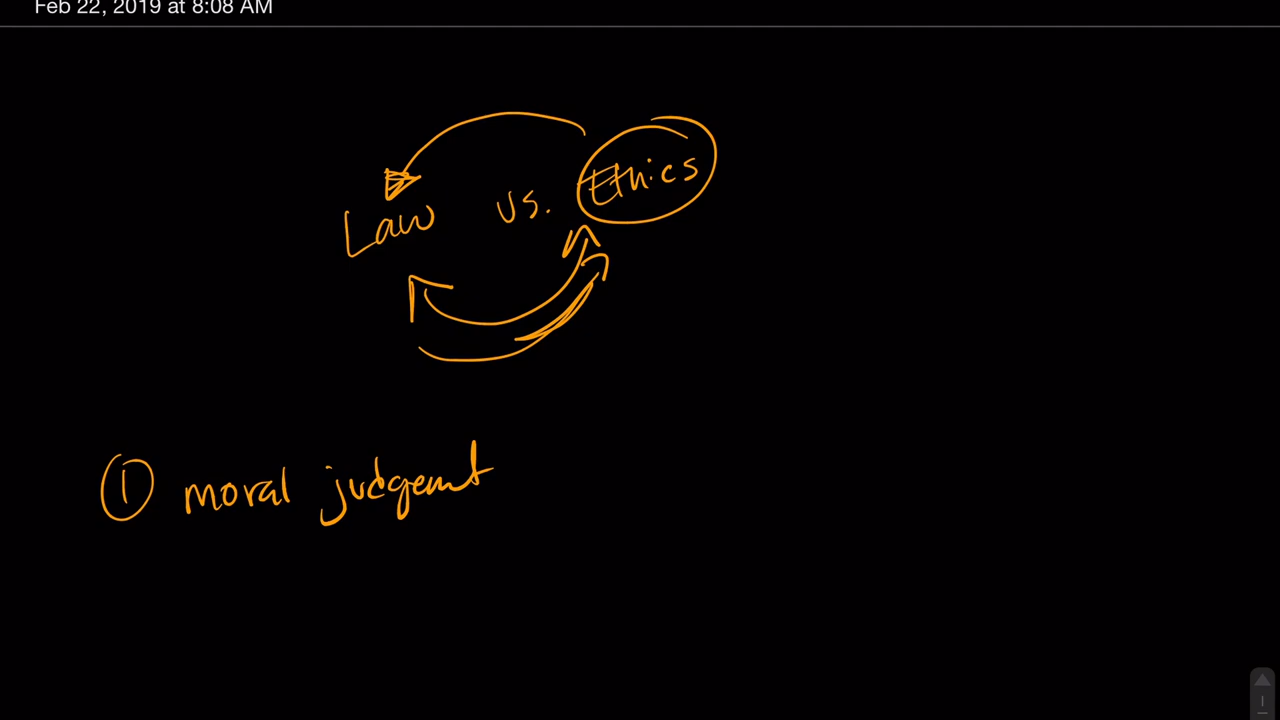 Feb 22, 2019 at 8:08 AM
Law vs. Ethics
① moral judgement